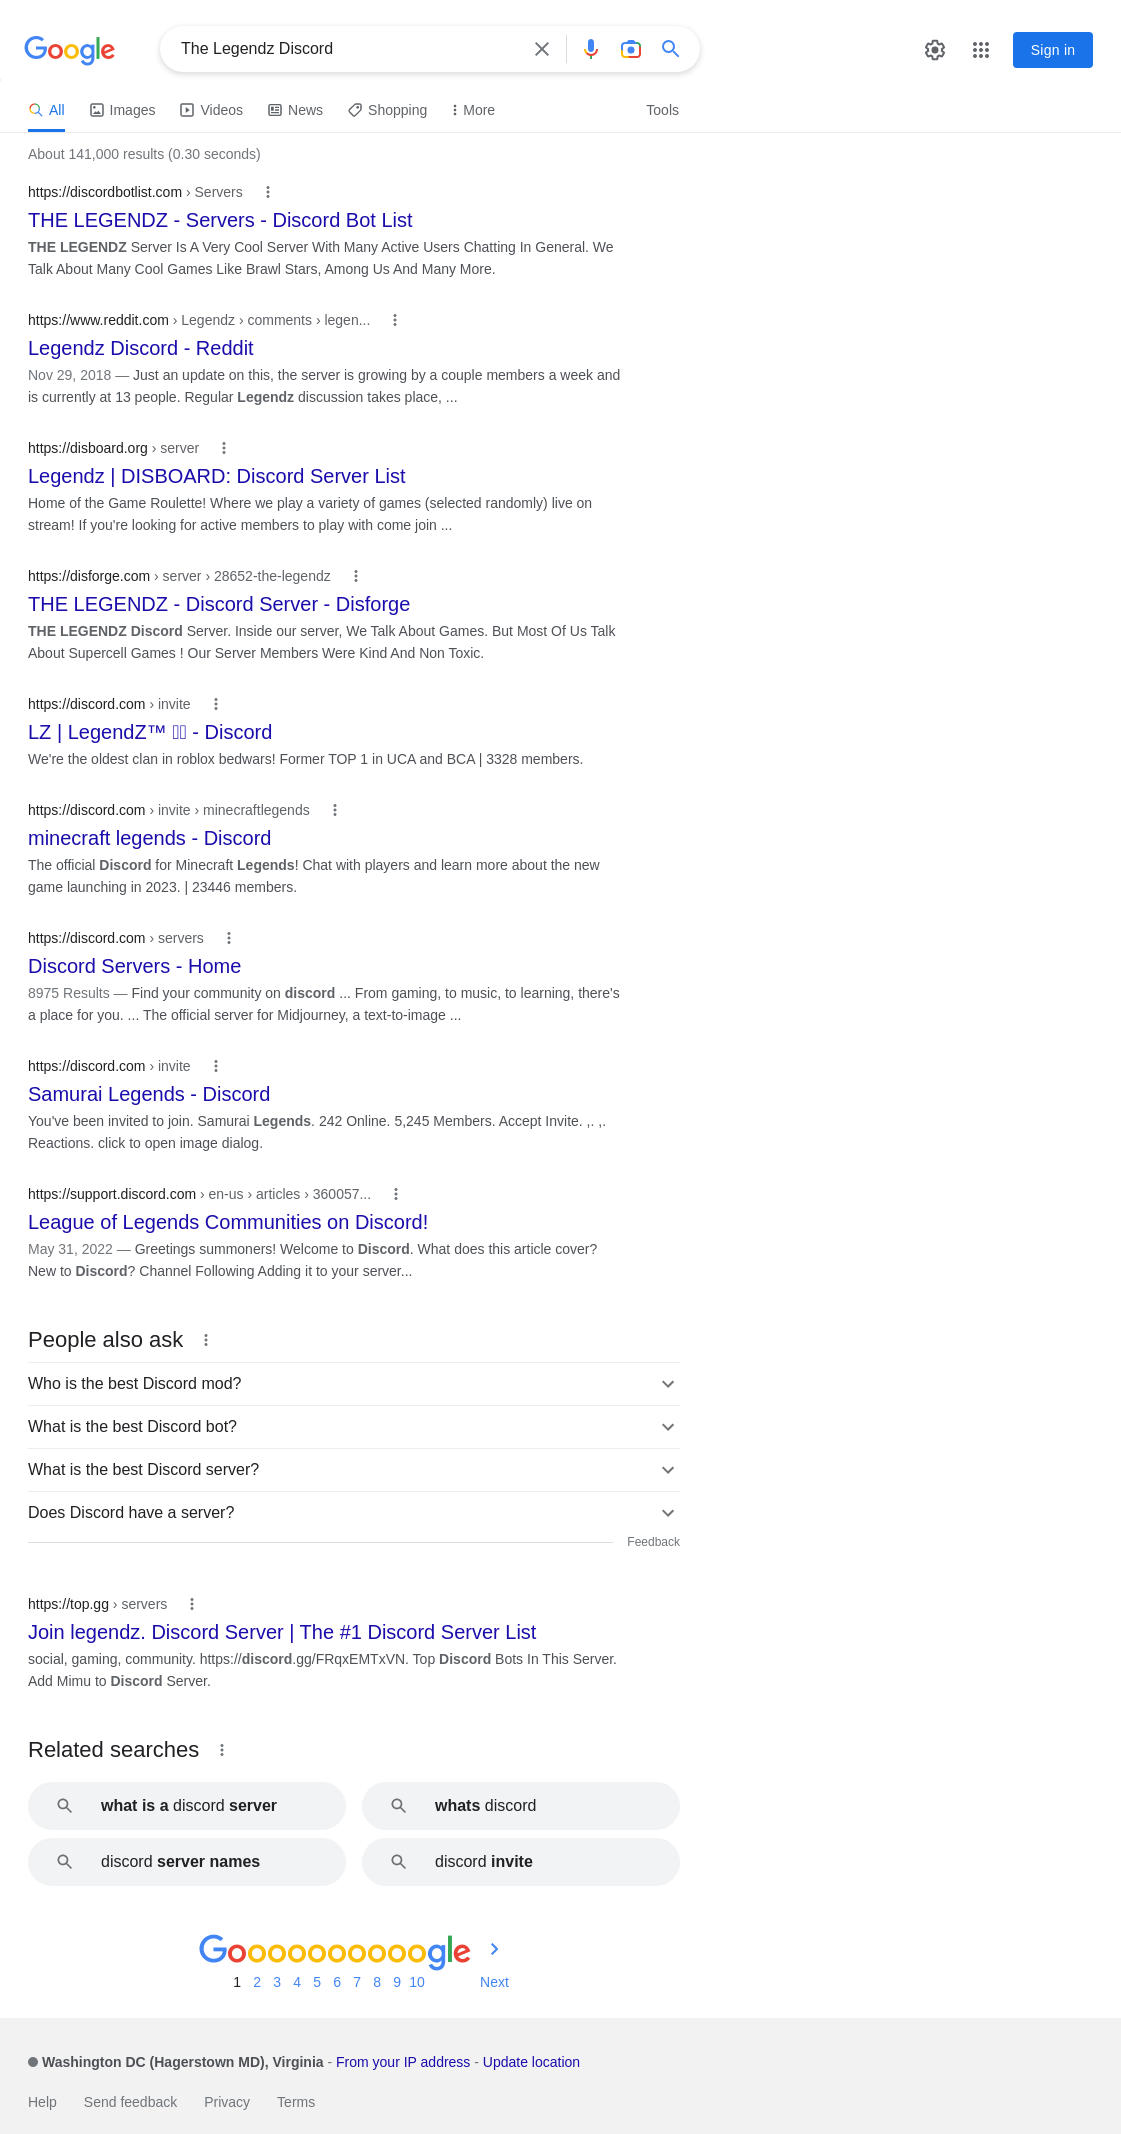 Google
The Legendz Discord
Sign in
All
Images
Videos
News
Shopping
More
Tools
About 141,000 results (0.30 seconds)
https://discordbotlist.com › Servers
THE LEGENDZ - Servers - Discord Bot List
THE LEGENDZ Server Is A Very Cool Server With Many Active Users Chatting In General. We
Talk About Many Cool Games Like Brawl Stars, Among Us And Many More.
https://www.reddit.com › Legendz › comments › legen...
Legendz Discord - Reddit
Nov 29, 2018 — Just an update on this, the server is growing by a couple members a week and
is currently at 13 people. Regular Legendz discussion takes place, ...
https://disboard.org › server
Legendz | DISBOARD: Discord Server List
Home of the Game Roulette! Where we play a variety of games (selected randomly) live on
stream! If you're looking for active members to play with come join ...
https://disforge.com › server › 28652-the-legendz
THE LEGENDZ - Discord Server - Disforge
THE LEGENDZ Discord Server. Inside our server, We Talk About Games. But Most Of Us Talk
About Supercell Games ! Our Server Members Were Kind And Non Toxic.
https://discord.com › invite
LZ | LegendZ™ - Discord
We're the oldest clan in roblox bedwars! Former TOP 1 in UCA and BCA | 3328 members.
https://discord.com › invite › minecraftlegends
minecraft legends - Discord
The official Discord for Minecraft Legends! Chat with players and learn more about the new
game launching in 2023. | 23446 members.
https://discord.com › servers
Discord Servers - Home
8975 Results — Find your community on discord ... From gaming, to music, to learning, there's
a place for you. ... The official server for Midjourney, a text-to-image ...
https://discord.com › invite
Samurai Legends - Discord
You've been invited to join. Samurai Legends. 242 Online. 5,245 Members. Accept Invite. ,. ,.
Reactions. click to open image dialog.
https://support.discord.com › en-us › articles › 360057...
League of Legends Communities on Discord!
May 31, 2022 — Greetings summoners! Welcome to Discord. What does this article cover?
New to Discord? Channel Following Adding it to your server...
People also ask
Who is the best Discord mod?
What is the best Discord bot?
What is the best Discord server?
Does Discord have a server?
Feedback
https://top.gg › servers
Join legendz. Discord Server | The #1 Discord Server List
social, gaming, community. https://discord.gg/FRqxEMTxVN. Top Discord Bots In This Server.
Add Mimu to Discord Server.
Related searches
what is a discord server
whats discord
discord server names
discord invite
Goooooooooogle
1 2 3 4 5 6 7 8 9 10 Next
Washington DC (Hagerstown MD), Virginia - From your IP address - Update location
Help Send feedback Privacy Terms